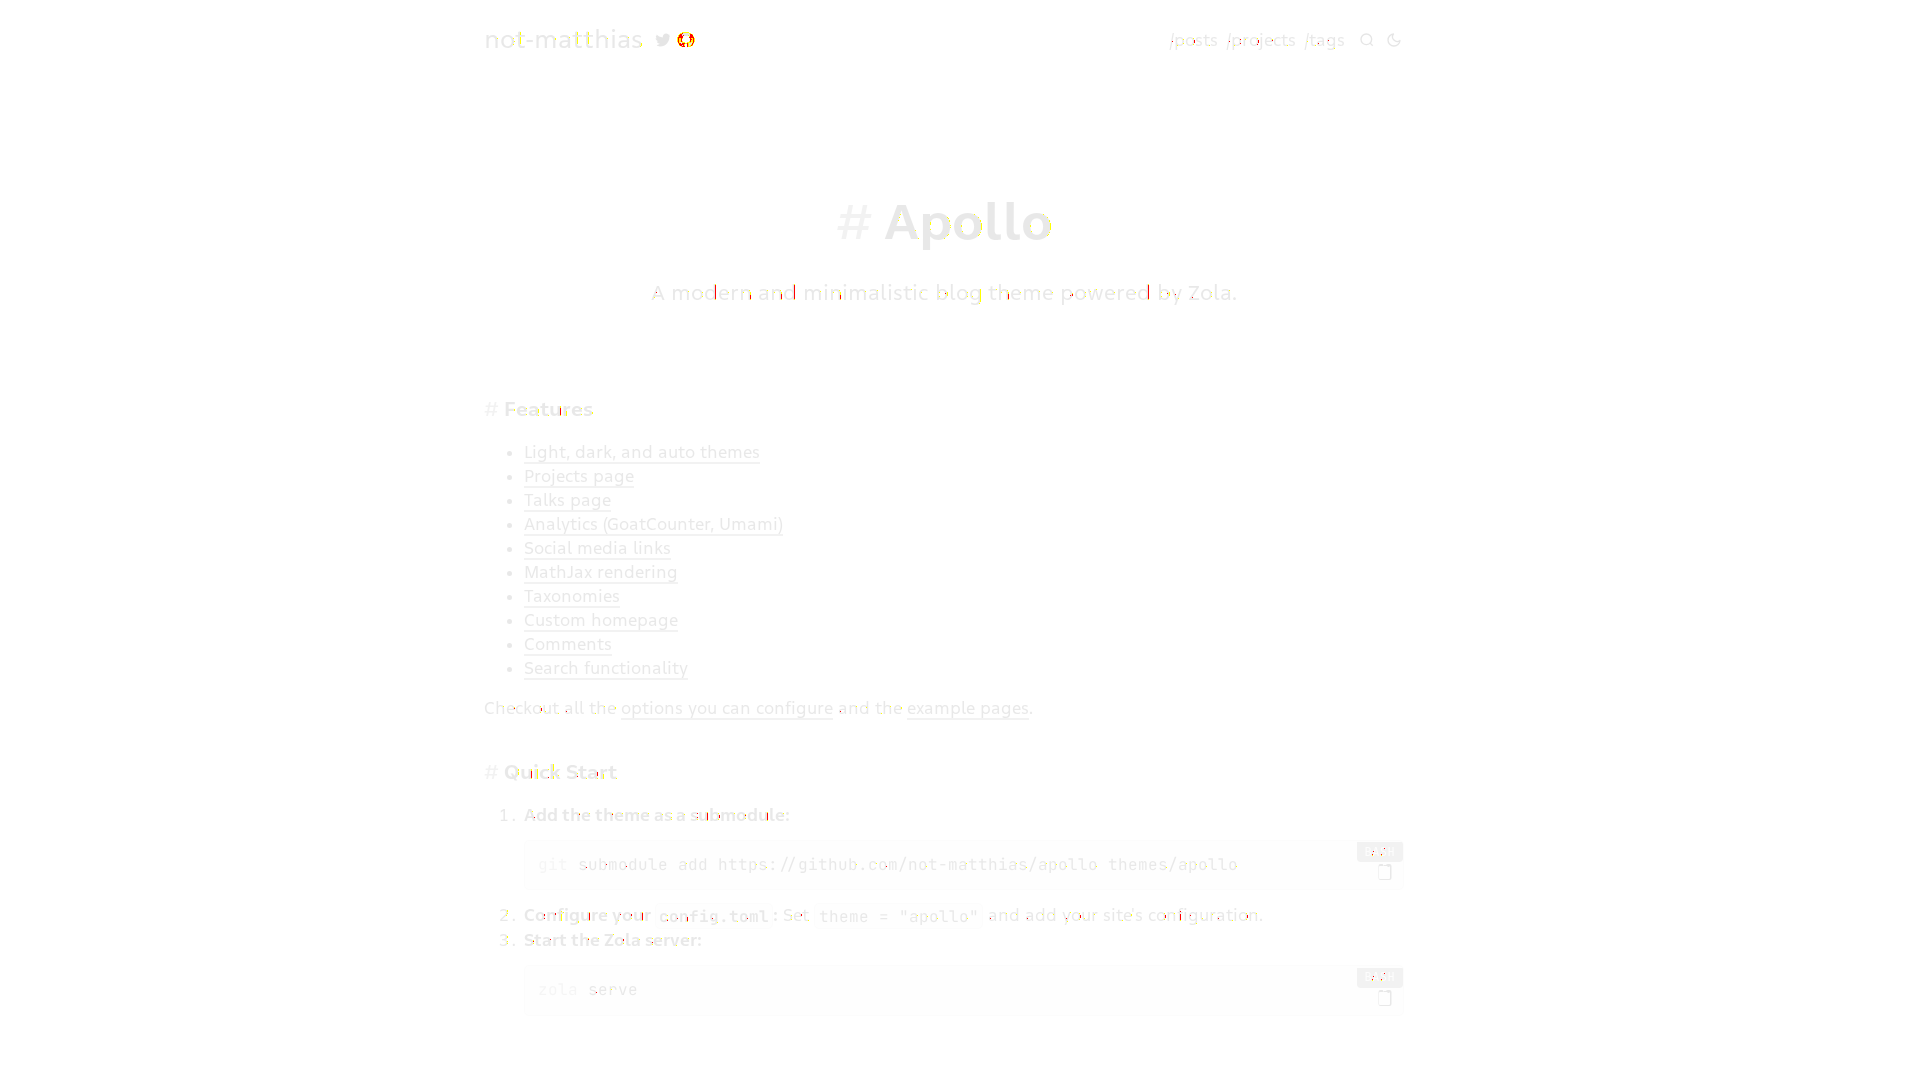 not-matthias
/posts /projects /tags
# Apollo
A modern and minimalistic blog theme powered by Zola.
# Features
• Light, dark, and auto themes
• Projects page
• Talks page
• Analytics (GoatCounter, Umami)
• Social media links
• MathJax rendering
• Taxonomies
• Custom homepage
• Comments
• Search functionality
Checkout all the options you can configure and the example pages.
# Quick Start
1. Add the theme as a submodule:
git submodule add https://github.com/not-matthias/apollo themes/apollo
2. Configure your config.toml: Set theme = "apollo" and add your site's configuration.
3. Start the Zola server:
zola serve